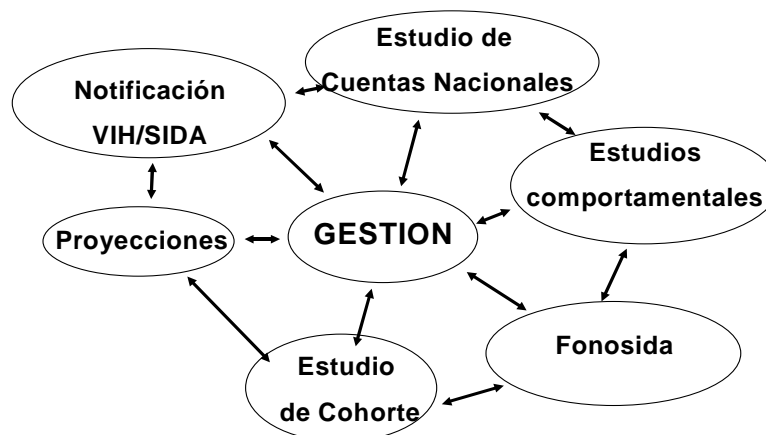 Estudio de
Cuentas Nacionales
Notificación
VIH/SIDA
Estudios
comportamentales
GESTION
Proyecciones
Fonosida
Estudio
de Cohorte